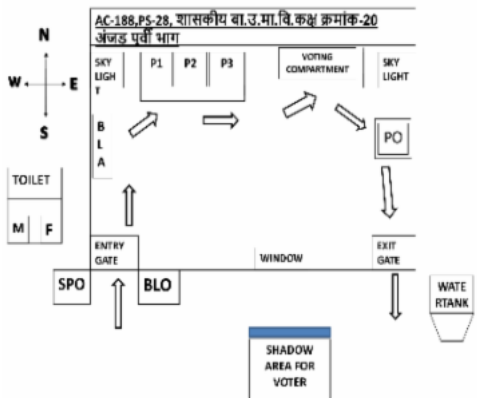 AC-188,PS-28, शासकीय बा.उ.मा.वि.कक्ष क्रमांक-20
अंजड़ पूर्वी भाग
N
W
E
S
SKY
LIGH
T
P1
P2
P3
VOTING
COMPARTMENT
SKY
LIGHT
B
L
A
PO
TOILET
M
F
ENTRY
GATE
WINDOW
EXIT
GATE
SPO
BLO
WATE
RTANK
SHADOW
AREA FOR
VOTER